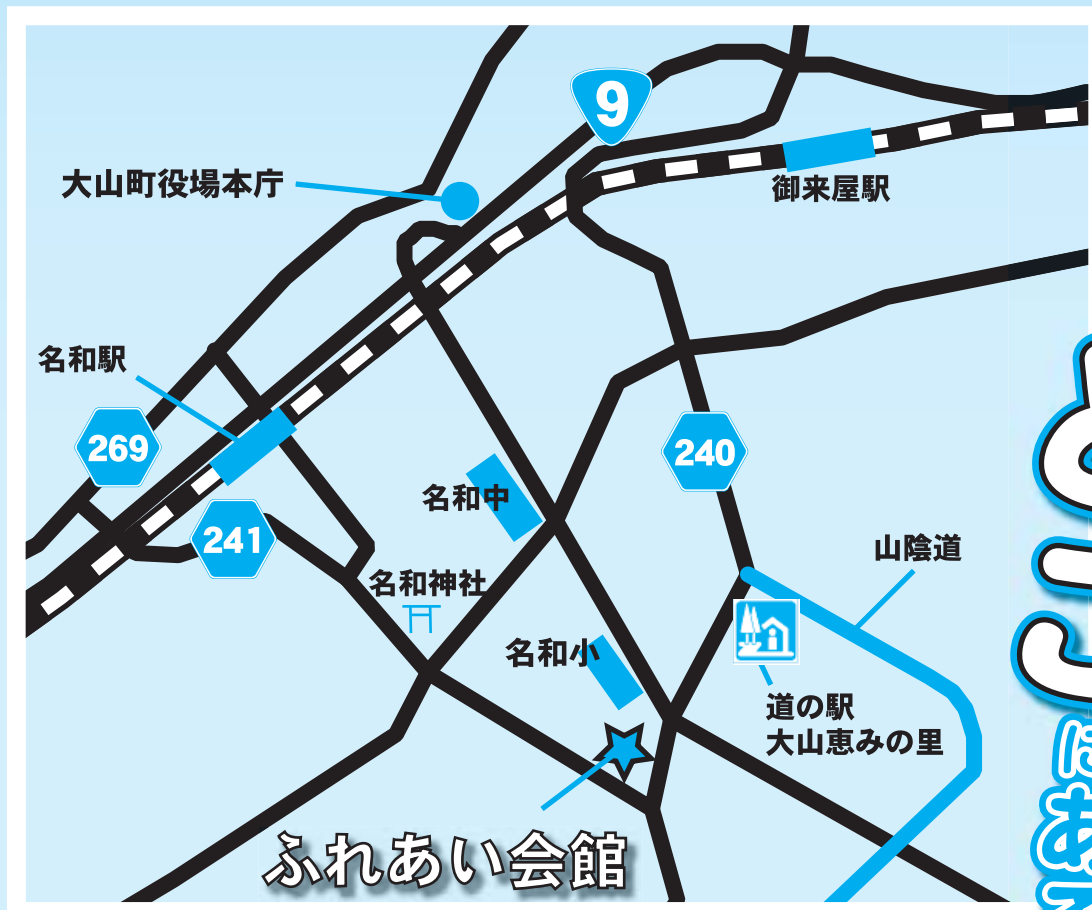 9
大山町役場本庁
御来屋駅
名和駅
269
240
名和中
241
山陰道
名和神社
名和小
道の駅
大山恵みの里
ふれあい会館